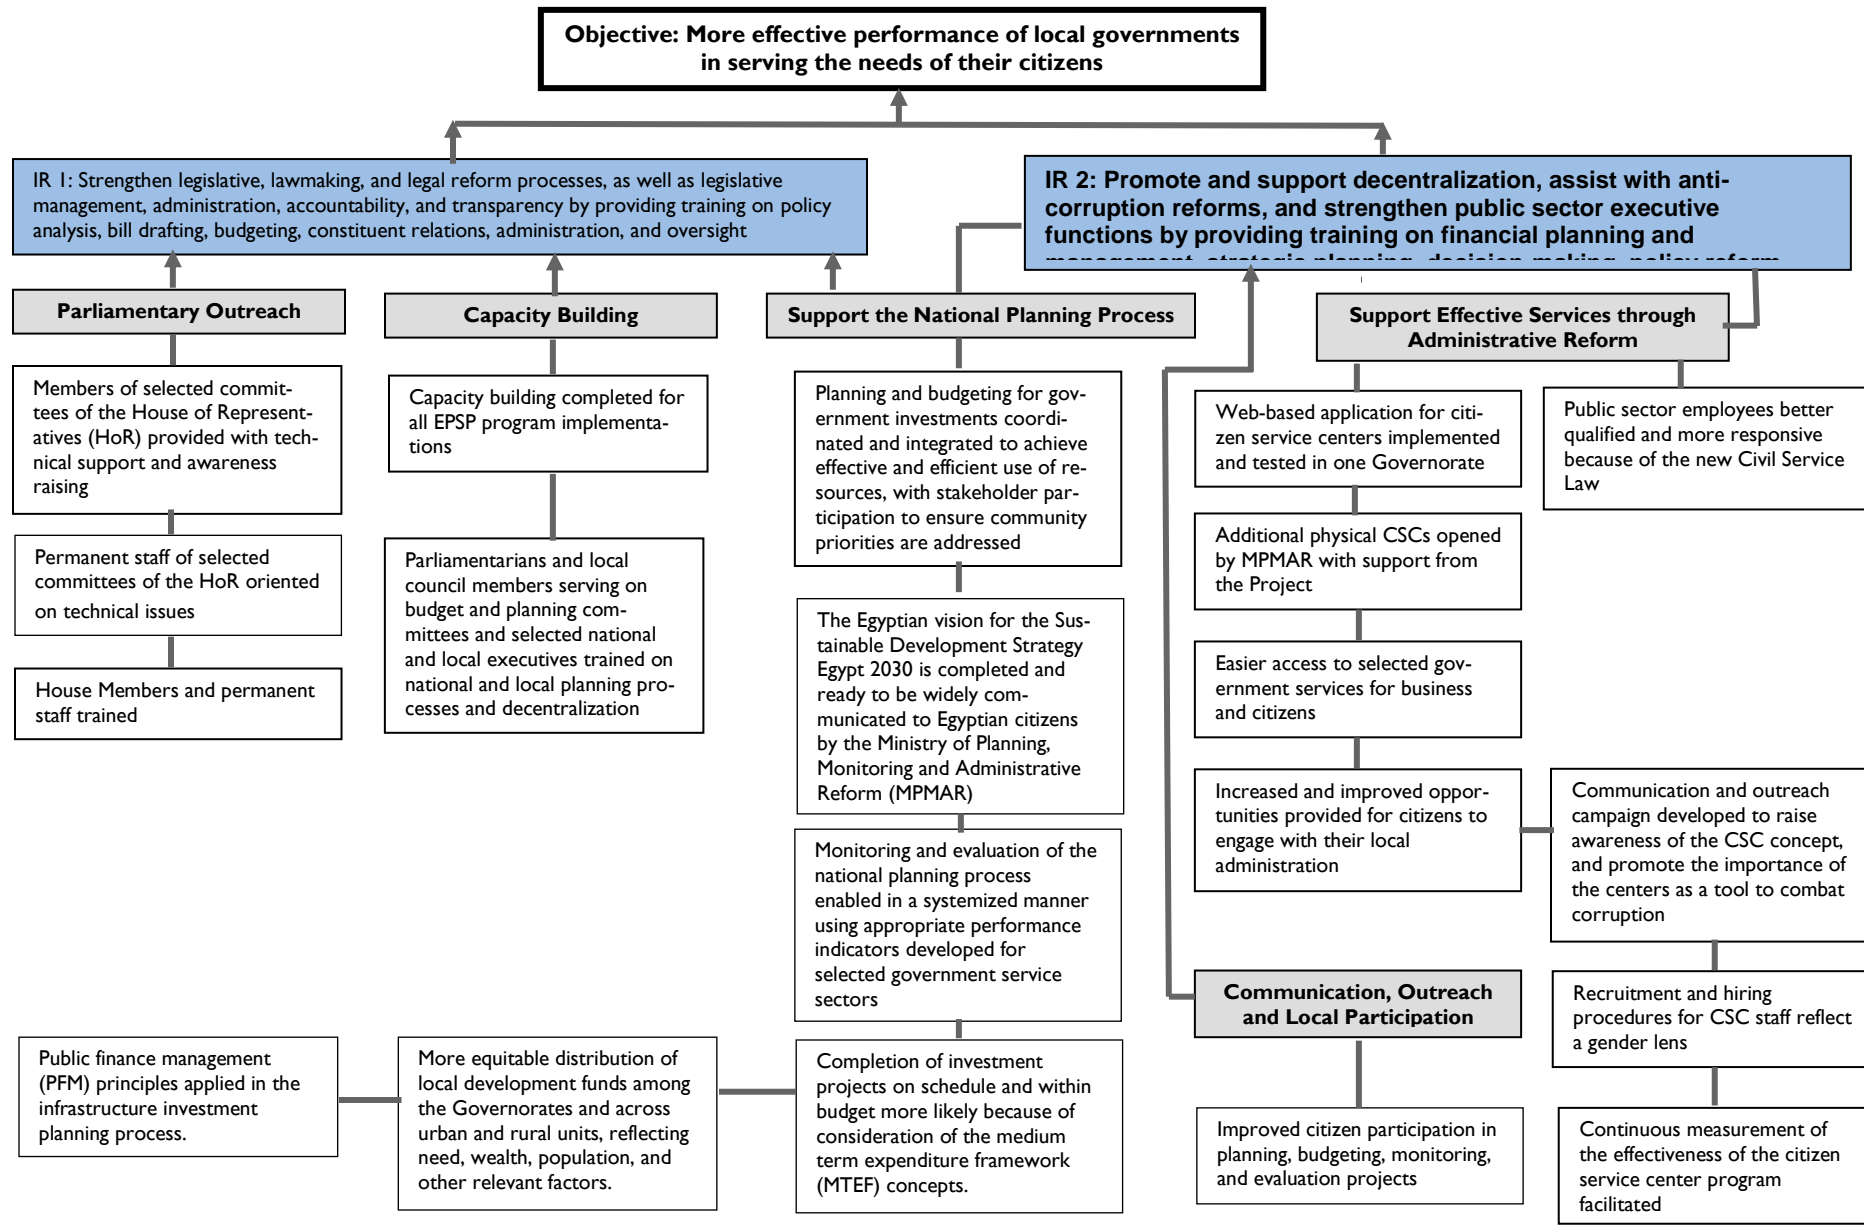 Objective: More effective performance of local governments
in serving the needs of their citizens
IR 1: Strengthen legislative, lawmaking, and legal reform processes, as well as legislative
management, administration, accountability, and transparency by providing training on policy
analysis, bill drafting, budgeting, constituent relations, administration, and oversight
IR 2: Promote and support decentralization, assist with anti-
corruption reforms, and strengthen public sector executive
functions by providing training on financial planning and
management, strategic planning, decision-making, policy reform
Parliamentary Outreach
Members of selected commit-
tees of the House of Represent-
atives (HoR) provided with tech-
nical support and awareness
raising
Permanent staff of selected
committees of the HoR oriented
on technical issues
House Members and permanent
staff trained
Capacity Building
Capacity building completed for
all EPSP program implementa-
tions
Parliamentarians and local
council members serving on
budget and planning com-
mittees and selected national
and local executives trained on
national and local planning pro-
cesses and decentralization
Support the National Planning Process
Planning and budgeting for gov-
ernment investments coordi-
nated and integrated to achieve
effective and efficient use of re-
sources, with stakeholder par-
ticipation to ensure community
priorities are addressed
The Egyptian vision for the Sus-
tainable Development Strategy
Egypt 2030 is completed and
ready to be widely com-
municated to Egyptian citizens
by the Ministry of Planning,
Monitoring and Administrative
Reform (MPMAR)
Monitoring and evaluation of the
national planning process
enabled in a systemized manner
using appropriate performance
indicators developed for
selected government service
sectors
Completion of investment
projects on schedule and within
budget more likely because of
consideration of the medium
term expenditure framework
(MTEF) concepts.
More equitable distribution of
local development funds among
the Governorates and across
urban and rural units, reflecting
need, wealth, population, and
other relevant factors.
Public finance management
(PFM) principles applied in the
infrastructure investment
planning process.
Support Effective Services through
Administrative Reform
Web-based application for citi-
zen service centers implemented
and tested in one Governorate
Additional physical CSCs opened
by MPMAR with support from
the Project
Easier access to selected gov-
ernment services for business
and citizens
Increased and improved oppor-
tunities provided for citizens to
engage with their local
administration
Public sector employees better
qualified and more responsive
because of the new Civil Service
Law
Communication and outreach
campaign developed to raise
awareness of the CSC concept,
and promote the importance of
the centers as a tool to combat
corruption
Recruitment and hiring
procedures for CSC staff reflect
a gender lens
Continuous measurement of
the effectiveness of the citizen
service center program
facilitated
Communication, Outreach
and Local Participation
Improved citizen participation in
planning, budgeting, monitoring,
and evaluation projects